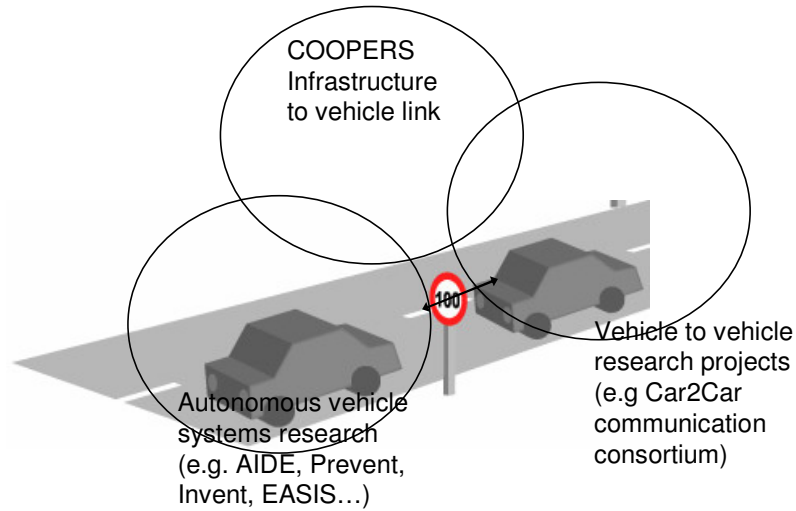 COOPERS
Infrastructure
to vehicle link
100
Vehicle to vehicle
research projects
(e.g Car2Car
communication
consortium)
Autonomous vehicle
systems research
(e.g. AIDE, Prevent,
Invent, EASIS…)